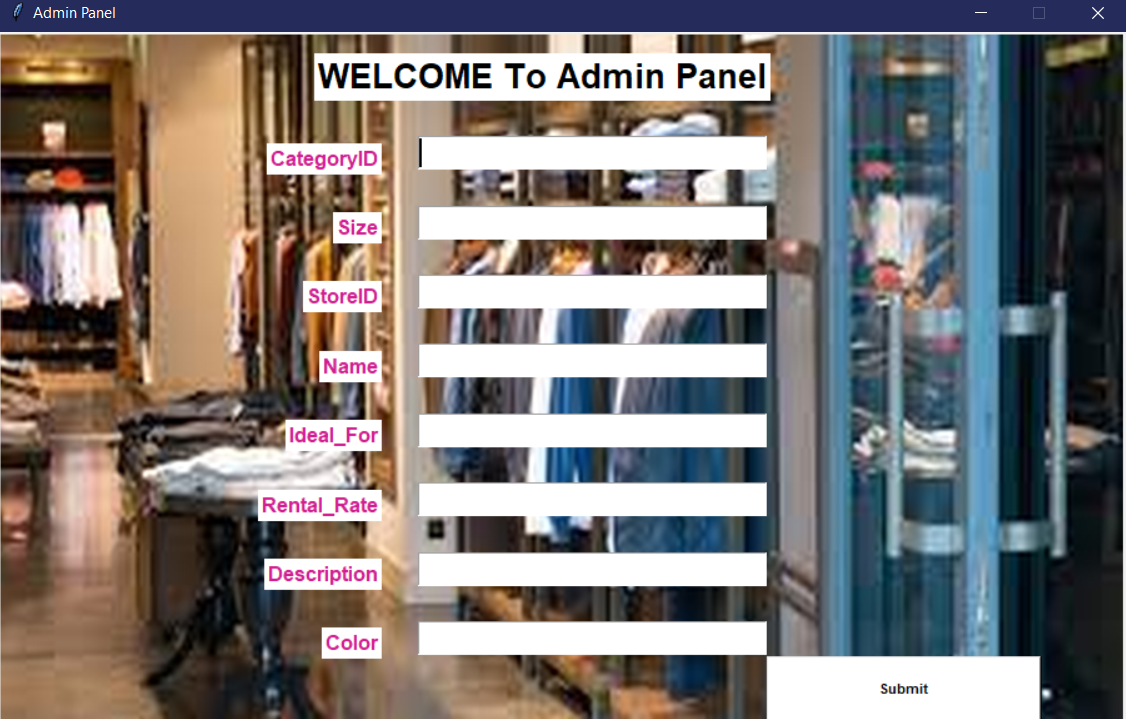 Admin Panel
WELCOME To Admin Panel
CategoryID
Size
StoreID
Name
Ideal_For
Rental_Rate
Description
Color
Submit